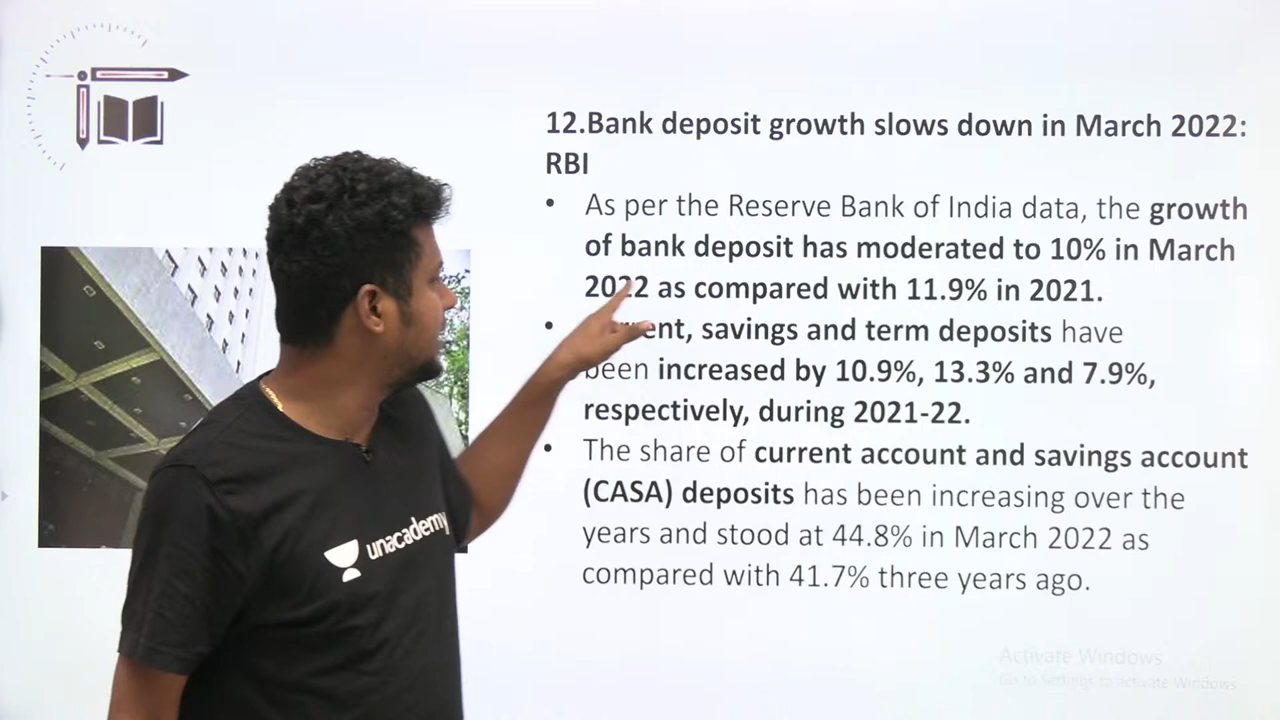 12.Bank deposit growth slows down in March 2022:
RBI
• As per the Reserve Bank of India data, the growth
of bank deposit has moderated to 10% in March
2022 as compared with 11.9% in 2021.
• savings and term deposits have
been increased by 10.9%, 13.3% and 7.9%,
respectively, during 2021-22.
• The share of current account and savings account
(CASA) deposits has been increasing over the
years and stood at 44.8% in March 2022 as
compared with 41.7% three years ago.
unacademy
Activate Windows
Go to Settings to activate Windows.